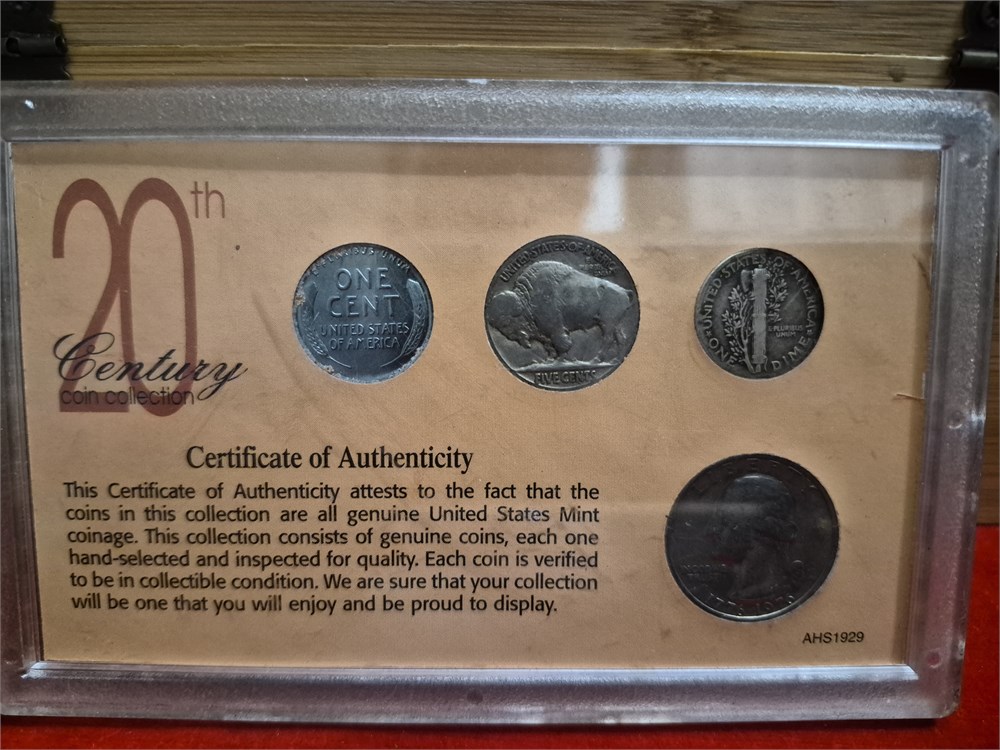 20th
Century
coin collection
E PLURIBUS UNUM
ONE
CENT
UNITED STATES
OF AMERICA
UNITED STATES OF AMERICA
FIVE CENTS
UNITED STATES OF AMERICA
E PLURIBUS
UNUM
ONE DIME
Certificate of Authenticity
This Certificate of Authenticity attests to the fact that the
coins in this collection are all genuine United States Mint
coinage. This collection consists of genuine coins, each one
hand-selected and inspected for quality. Each coin is verified
to be in collectible condition. We are sure that your collection
will be one that you will enjoy and be proud to display.
LIBERTY
1776-1976
AHS1929